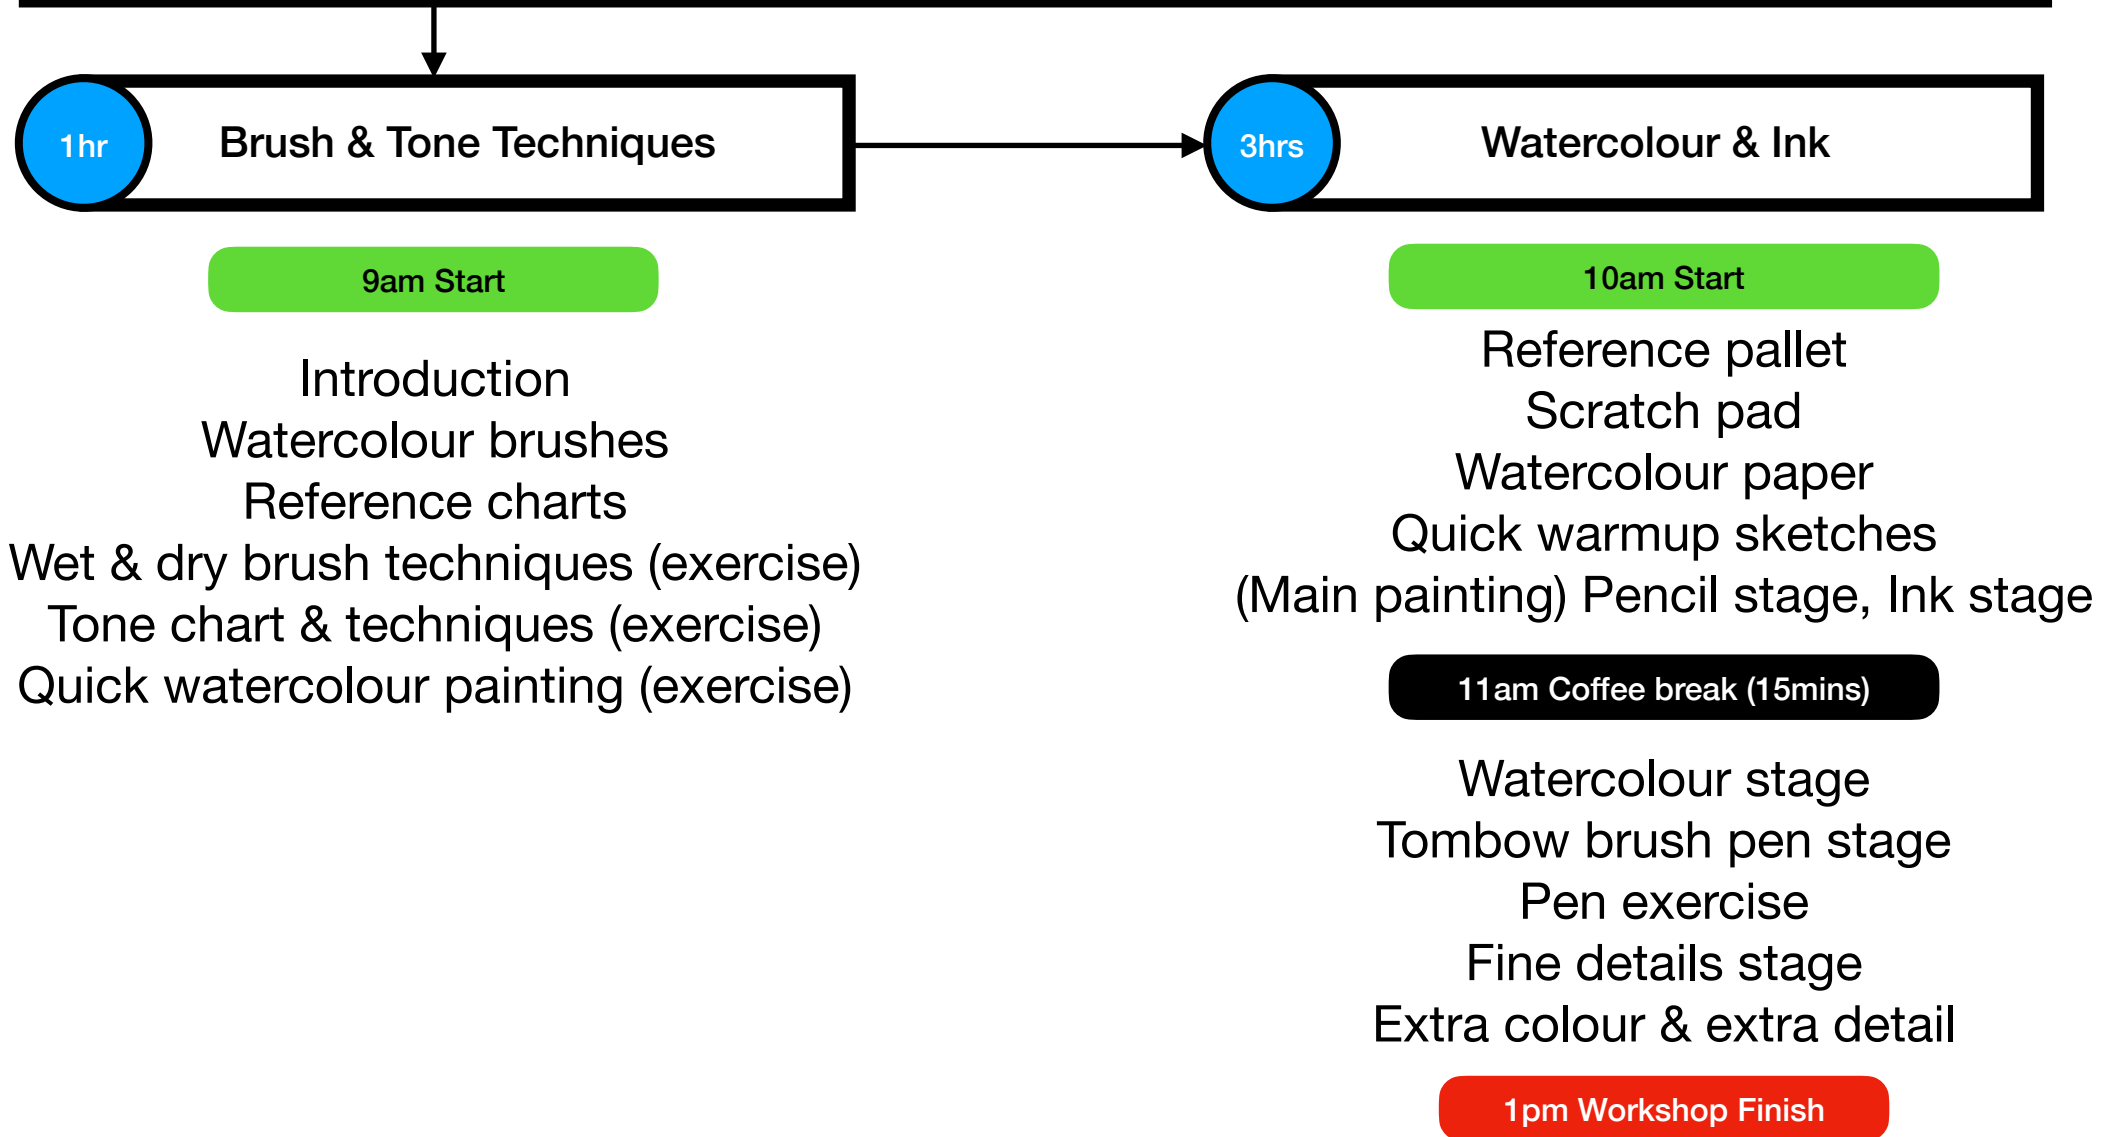 1hr
Brush & Tone Techniques
9am Start
Introduction
Watercolour brushes
Reference charts
Wet & dry brush techniques (exercise)
Tone chart & techniques (exercise)
Quick watercolour painting (exercise)
3hrs
Watercolour & Ink
10am Start
Reference pallet
Scratch pad
Watercolour paper
Quick warmup sketches
(Main painting) Pencil stage, Ink stage
11am Coffee break (15mins)
Watercolour stage
Tombow brush pen stage
Pen exercise
Fine details stage
Extra colour & extra detail
1pm Workshop Finish